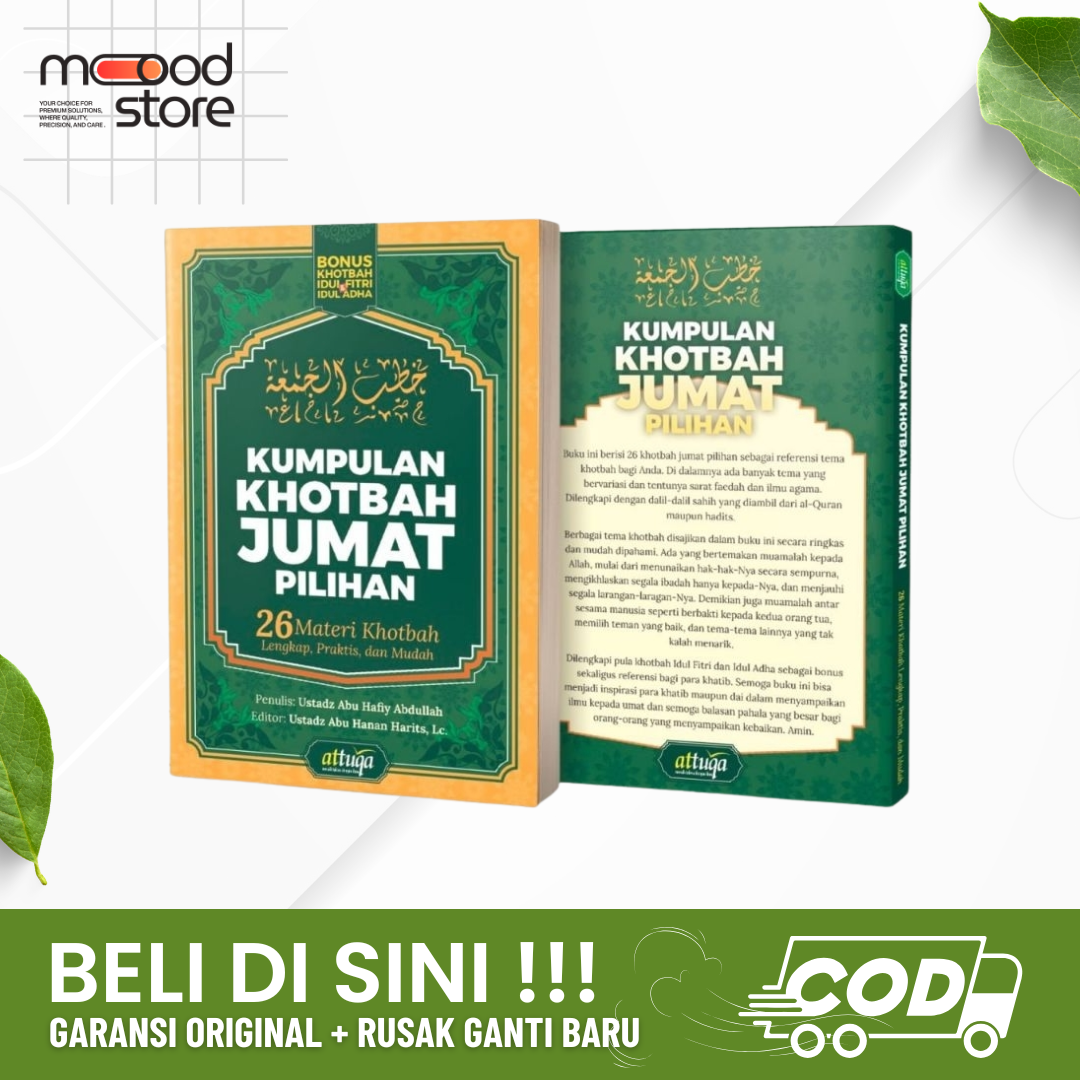 mood
store
YOUR CHOICE FOR
PREMIUM SOLUTIONS,
WHERE QUALITY,
PRECISION, AND CARE.
BONUS
KHOTBAH
IDUL FITRI
&
IDUL ADHA
خطب الجمعة
KUMPULAN
KHOTBAH
JUMAT
PILIHAN
26 Materi Khotbah
Lengkap, Praktis, dan Mudah
Penulis: Ustadz Abu Hafiy Abdullah
Editor: Ustadz Abu Hanan Harits, Lc.
attuqa
خطب الجمعة
KUMPULAN
KHOTBAH
JUMAT
PILIHAN
Buku ini berisi 26 khotbah jumat pilihan sebagai referensi tema
khotbah bagi Anda. Di dalamnya ada banyak tema yang
bervariasi dan tentunya sarat faedah dan ilmu agama.
Dilengkapi dengan dalil-dalil sahih yang diambil dari al-Quran
maupun hadits.
Berbagai tema khotbah disajikan dalam buku ini secara ringkas
dan mudah dipahami. Ada yang bertemakan muamalah kepada
Allah, mulai dari menunaikan hak-hak-Nya secara sempurna,
mengikhlaskan segala ibadah hanya kepada-Nya, dan menjauhi
segala larangan-laragan-Nya. Demikian juga muamalah antar
sesama manusia seperti berbakti kepada kedua orang tua,
memilih teman yang baik, dan tema-tema lainnya yang tak
kalah menarik.
Dilengkapi pula khotbah Idul Fitri dan Idul Adha sebagai bonus
sekaligus referensi bagi para khatib. Semoga buku ini bisa
menjadi inspirasi para khatib maupun dai dalam menyampaikan
ilmu kepada umat dan semoga balasan pahala yang besar bagi
orang-orang yang menyampaikan kebaikan. Amin.
attuqa
attuqa
KUMPULAN KHOTBAH JUMAT PILIHAN
26 Materi Khotbah Lengkap, Praktis, dan Mudah
BELI DI SINI !!!
GARANSI ORIGINAL + RUSAK GANTI BARU
COD